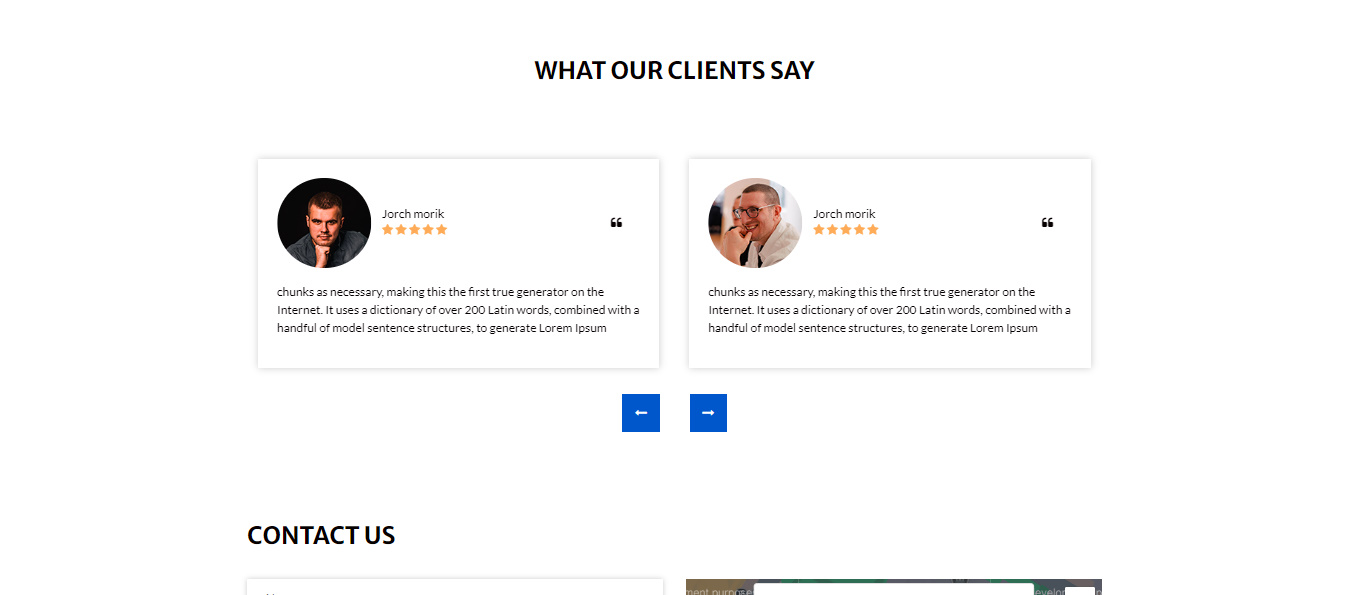 WHAT OUR CLIENTS SAY
Jorch morik
chunks as necessary, making this the first true generator on the
Internet. It uses a dictionary of over 200 Latin words, combined with a
handful of model sentence structures, to generate Lorem Ipsum
Jorch morik
chunks as necessary, making this the first true generator on the
Internet. It uses a dictionary of over 200 Latin words, combined with a
handful of model sentence structures, to generate Lorem Ipsum
CONTACT US